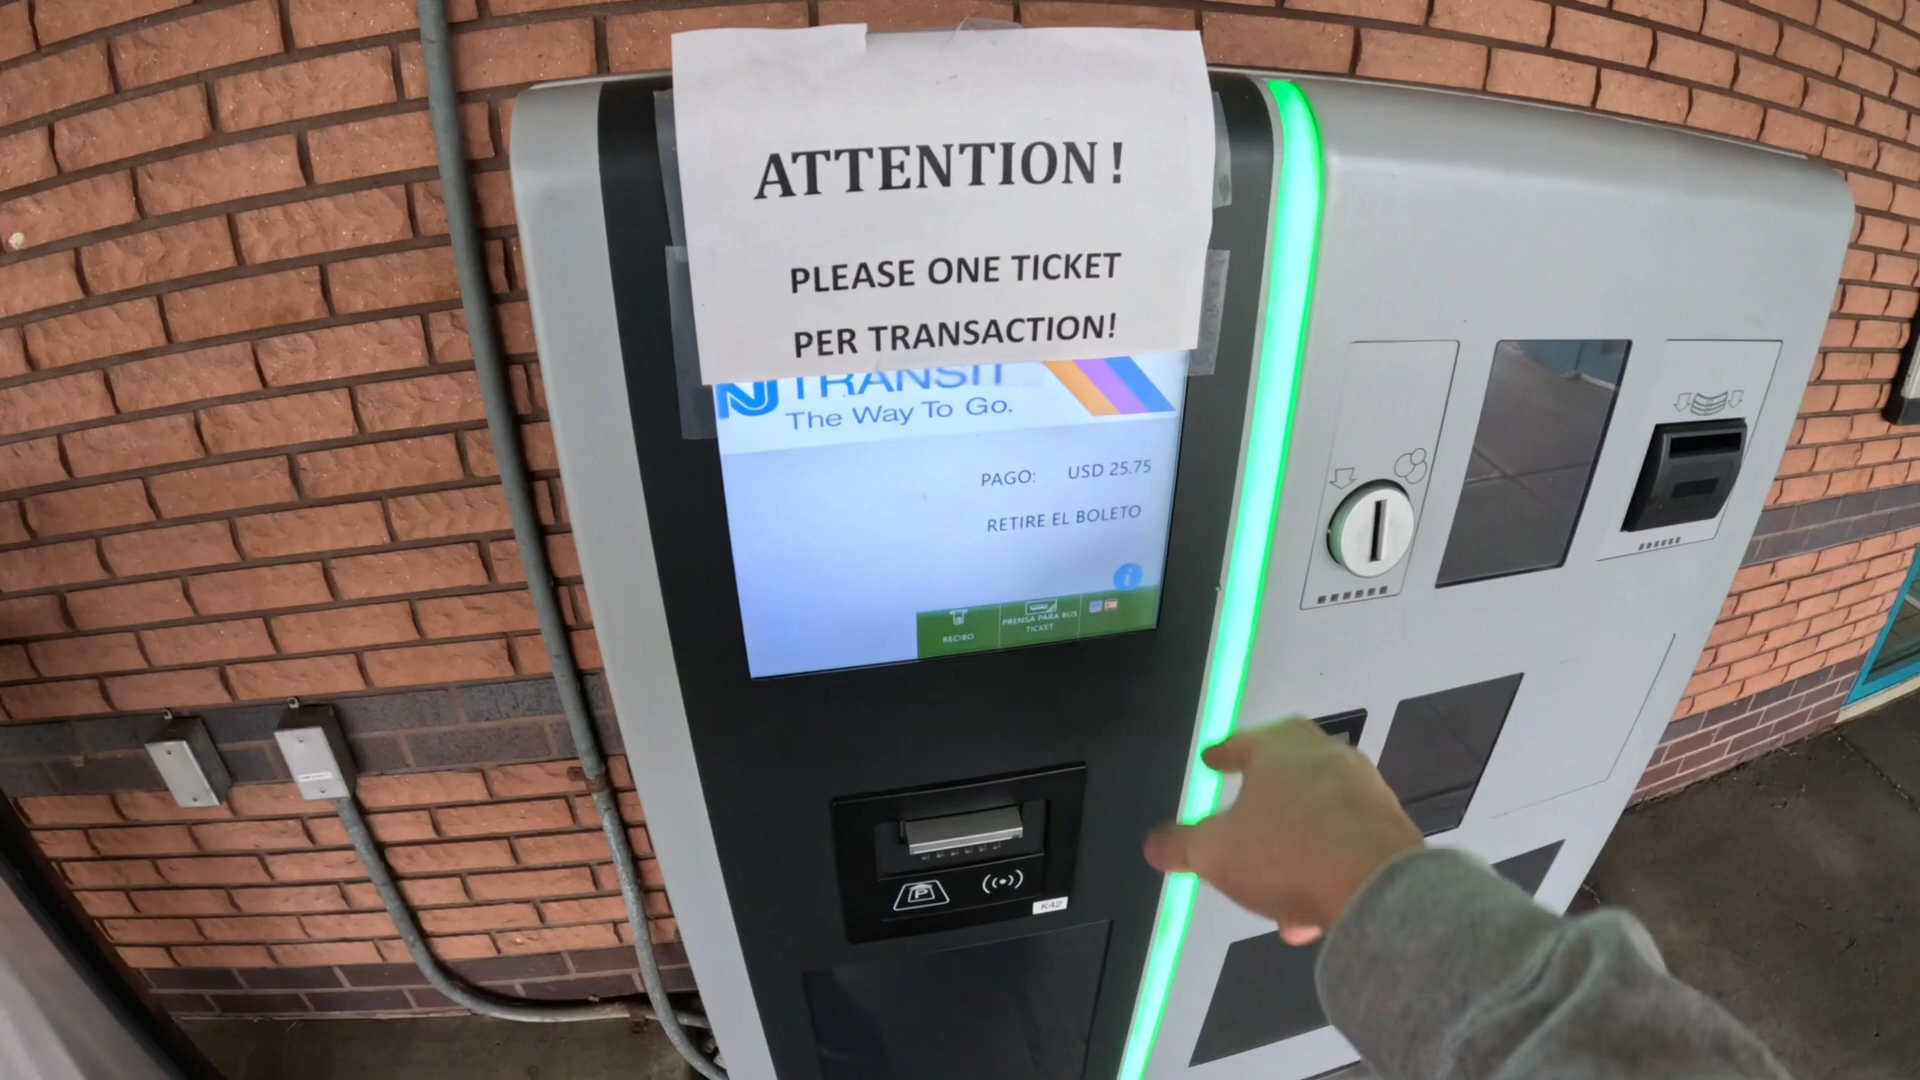 ATTENTION!
PLEASE ONE TICKET
PER TRANSACTION!
NJ TRANSIT
The Way To Go.
PAGO: USD 25.75
RETIRE EL BOLETO
i
RECIBO
PRENSA PARA BUS
TICKET
P
K42